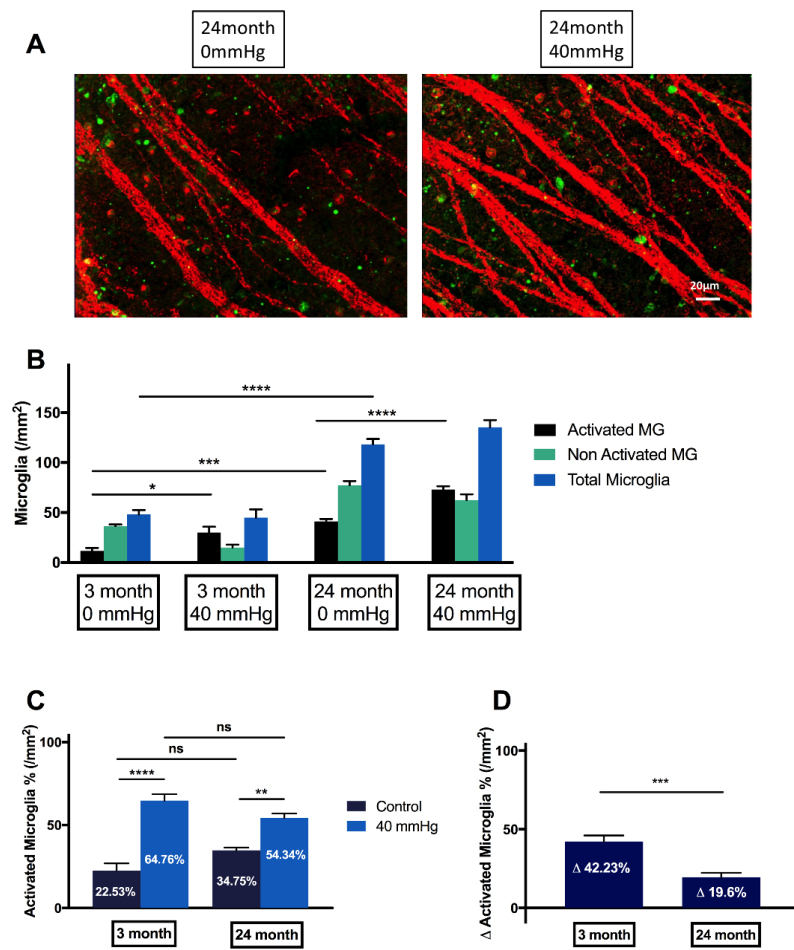 A
24month
0mmHg
24month
40mmHg
20μm
B
Microglia (/mm²)
150
100
50
0
****
***
*
****
Activated MG
Non Activated MG
Total Microglia
3 month
0 mmHg
3 month
40 mmHg
24 month
0 mmHg
24 month
40 mmHg
C
Activated Microglia % (/mm²)
100
50
0
ns
ns
****
**
22.53%
64.76%
34.75%
54.34%
Control
40 mmHg
3 month
24 month
D
Δ Activated Microglia % (/mm²)
100
50
0
***
Δ 42.23%
Δ 19.6%
3 month
24 month